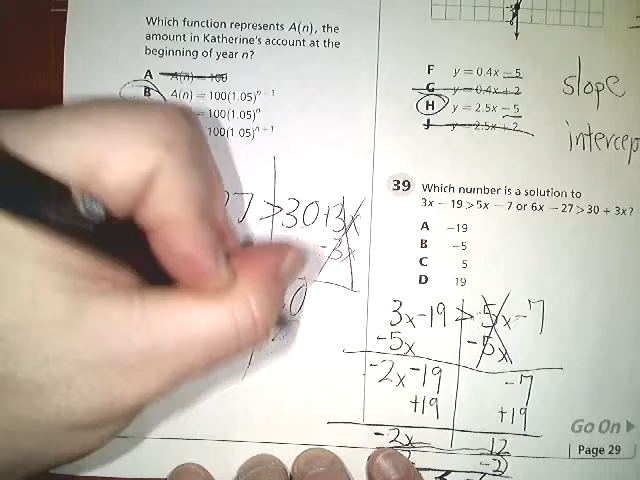 Which function represents A(n), the
amount in Katherine's account at the
beginning of year n?
A A(n) = 100
B A(n) = 100(1.05)ⁿ⁻¹
= 100(1.05)ⁿ
100(1.05)ⁿ⁺¹
7 > 30+3x
-3x
F y = 0.4x − 5
G y = 0.4x + 2
H y = 2.5x − 5
J y = 2.5x + 2
slope
intercep
39 Which number is a solution to
3x − 19 > 5x − 7 or 6x − 27 > 30 + 3x?
A −19
B −5
C 5
D 19
3x-19 > 5x-7
-5x -5x
-2x-19 -7
+19 +19
-2x 12
-2
Go On
Page 29